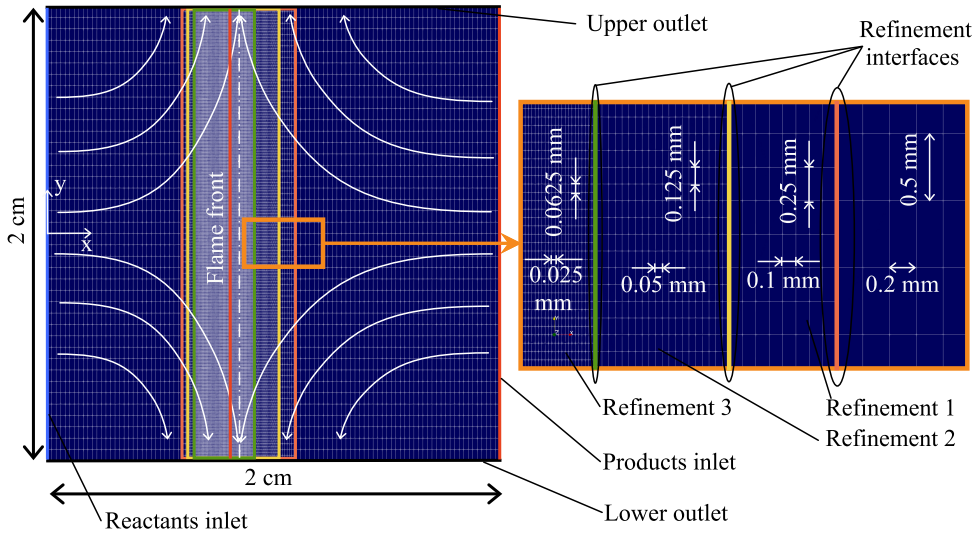 Upper outlet
Refinement
interfaces
2 cm
y
x
Flame front
0.0625 mm
0.125 mm
0.25 mm
0.5 mm
0.025
mm
0.05 mm
0.1 mm
0.2 mm
Refinement 3
Refinement 1
Refinement 2
Products inlet
2 cm
Lower outlet
Reactants inlet